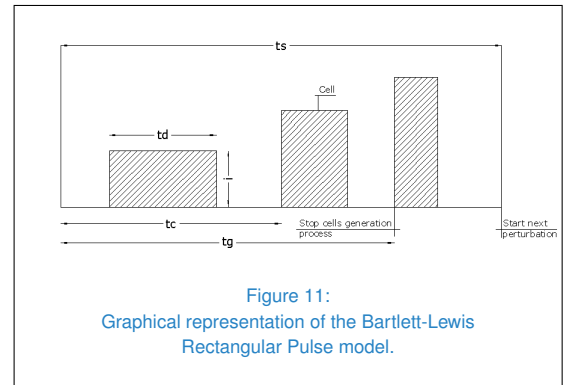 ts
Cell
td
i
tc
Stop cells generation
process
Start next
perturbation
tg
Figure 11:
Graphical representation of the Bartlett-Lewis
Rectangular Pulse model.